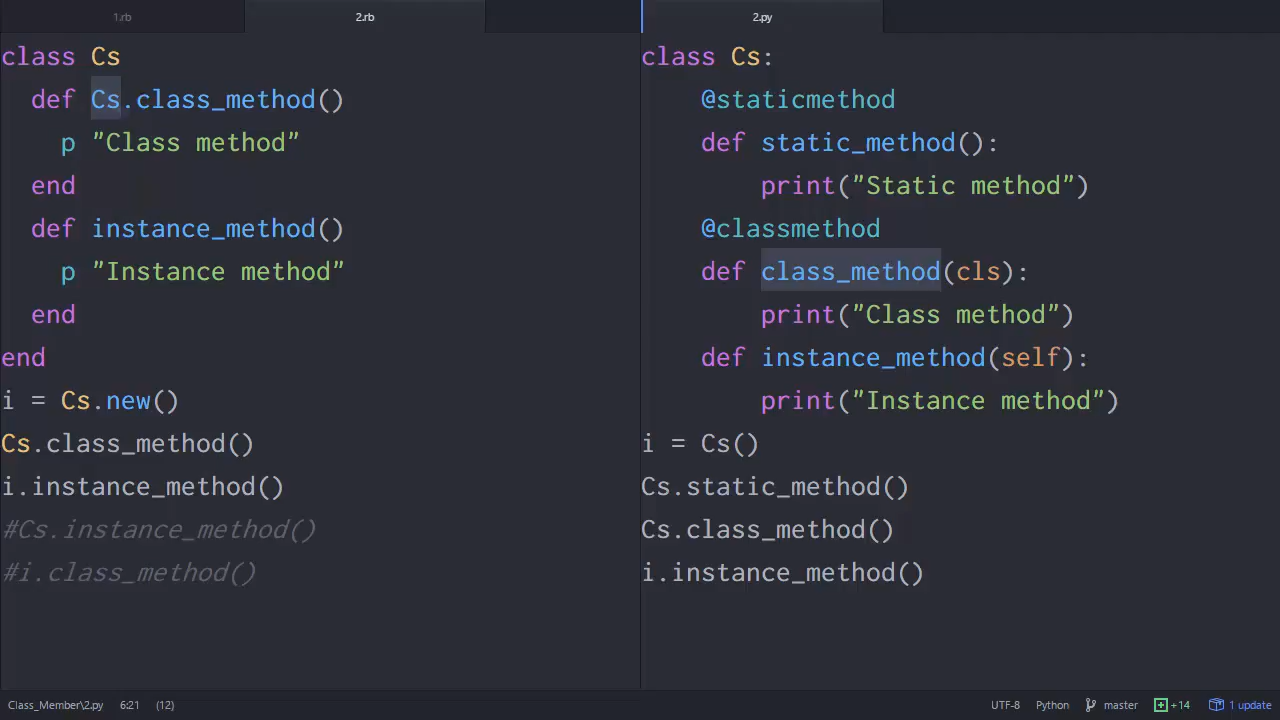 1.rb
2.rb
2.py
class Cs
  def Cs.class_method()
    p "Class method"
  end
  def instance_method()
    p "Instance method"
  end
end
i = Cs.new()
Cs.class_method()
i.instance_method()
#Cs.instance_method()
#i.class_method()
class Cs:
    @staticmethod
    def static_method():
        print("Static method")
    @classmethod
    def class_method(cls):
        print("Class method")
    def instance_method(self):
        print("Instance method")
i = Cs()
Cs.static_method()
Cs.class_method()
i.instance_method()
Class_Member\2.py 6:21 (12) UTF-8 Python master +14 1 update